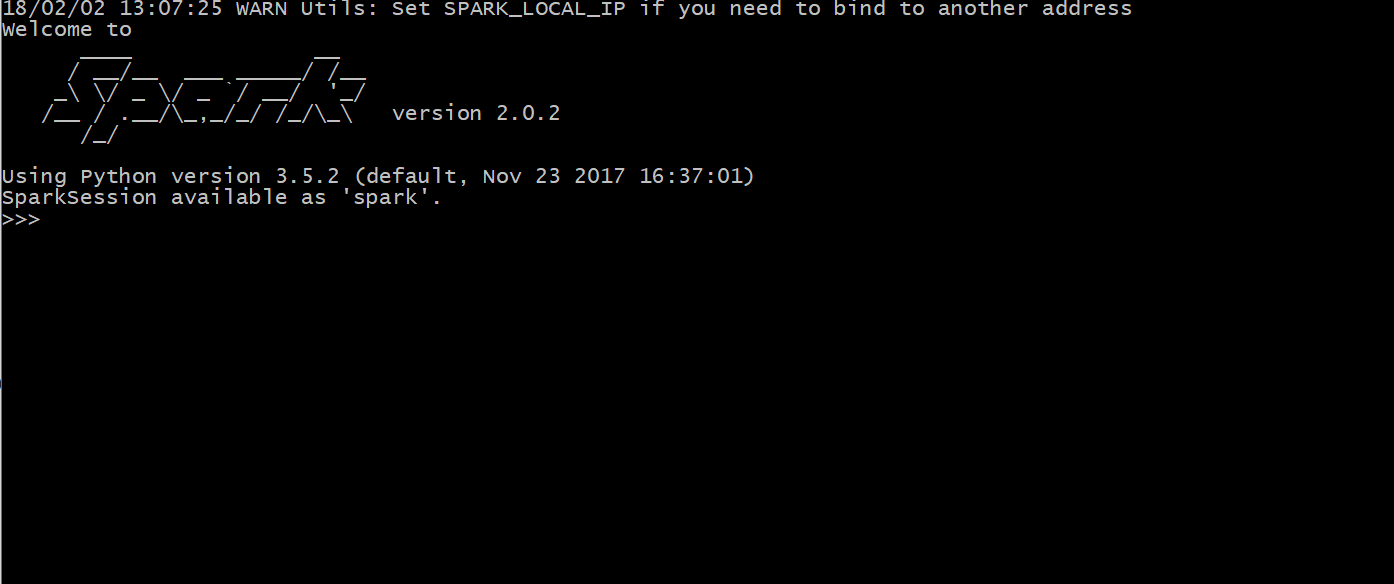 18/02/02 13:07:25 WARN Utils: Set SPARK_LOCAL_IP if you need to bind to another address
Welcome to
      ____              __
     / __/__  ___ _____/ /__
    _\ \/ _ \/ _ `/ __/  '_/
   /__ / .__/\_,_/_/ /_/\_\   version 2.0.2
      /_/
Using Python version 3.5.2 (default, Nov 23 2017 16:37:01)
SparkSession available as 'spark'.
>>>